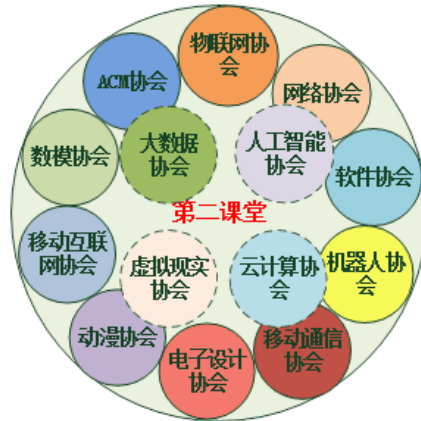 物联网协
会
ACM协会
网络协会
大数据
协会
人工智能
协会
数模协会
软件协会
第二课堂
移动互联
网协会
虚拟现实
协会
云计算协
会
机器人协
会
动漫协会
电子设计
协会
移动通信
协会